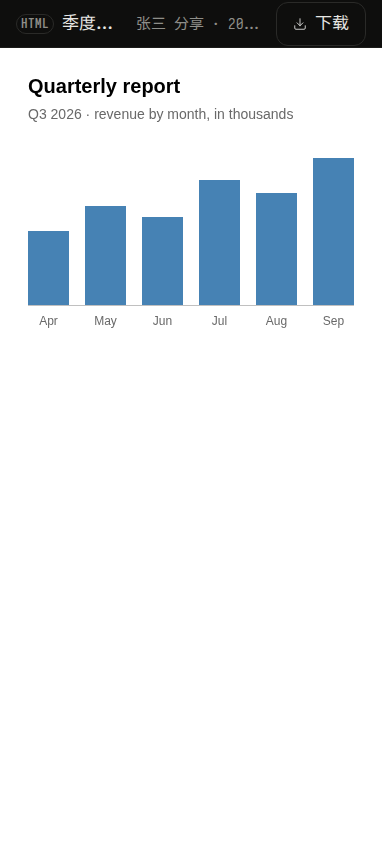 HTML 季度… 张三 分享 · 20… 下载
Quarterly report
Q3 2026 · revenue by month, in thousands
Apr May Jun Jul Aug Sep